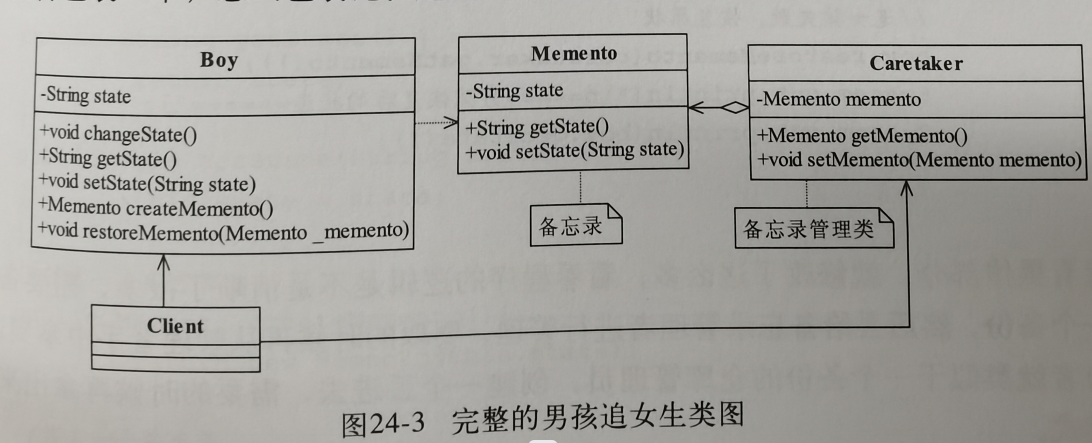 Boy
-String state
+void changeState()
+String getState()
+void setState(String state)
+Memento createMemento()
+void restoreMemento(Memento _memento)
Memento
-String state
+String getState()
+void setState(String state)
备忘录
Caretaker
-Memento memento
+Memento getMemento()
+void setMemento(Memento memento)
备忘录管理类
Client
图24-3 完整的男孩追女生类图